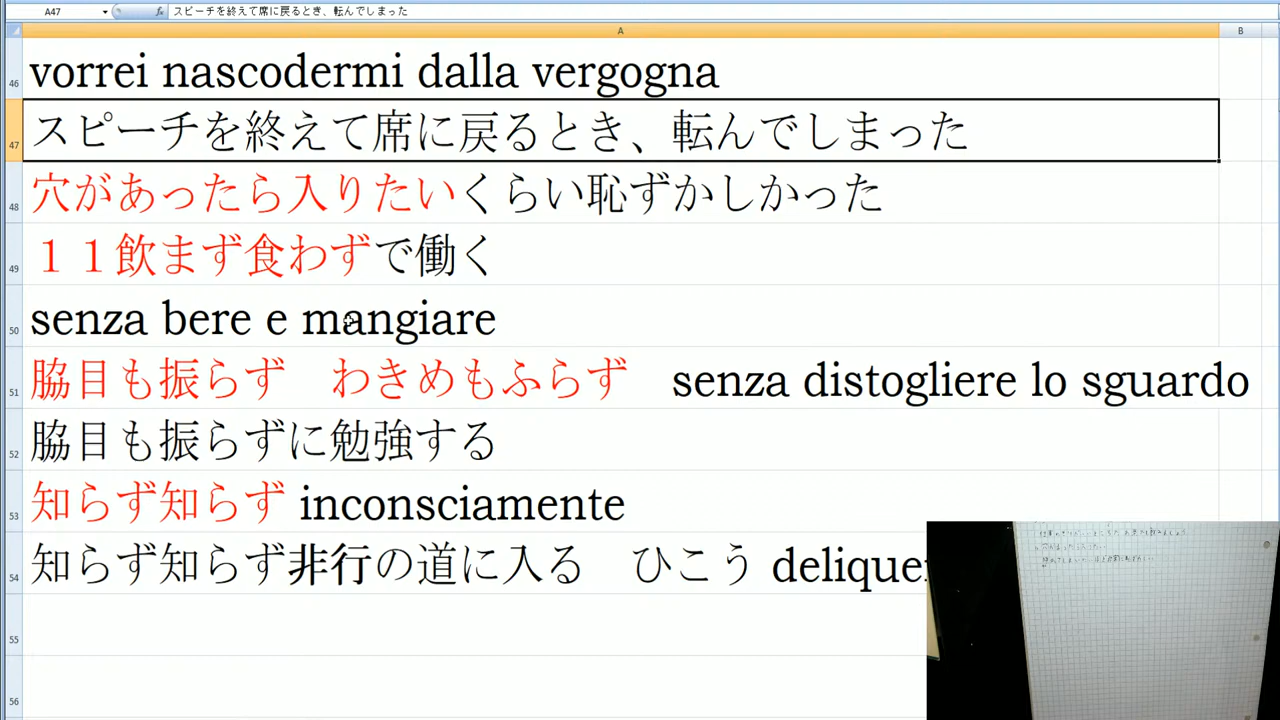 A47 fx スピーチを終えて席に戻るとき、転んでしまった
A B
46 vorrei nascodermi dalla vergogna
47 スピーチを終えて席に戻るとき、転んでしまった
48 穴があったら入りたいくらい恥ずかしかった
49 １１飲まず食わずで働く
50 senza bere e mangiare
51 脇目も振らず　わきめもふらず　senza distogliere lo sguardo
52 脇目も振らずに勉強する
53 知らず知らず inconsciamente
54 知らず知らず非行の道に入る　ひこう
55
56